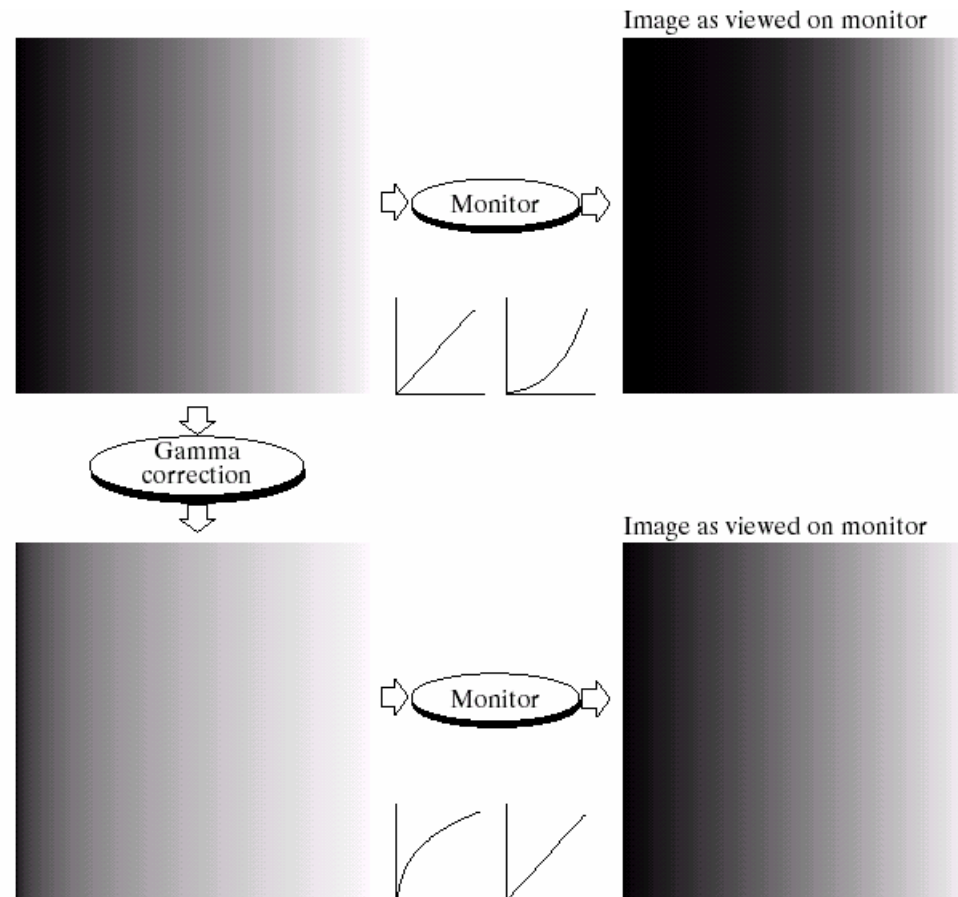 Image as viewed on monitor
Monitor
Gamma
correction
Image as viewed on monitor
Monitor